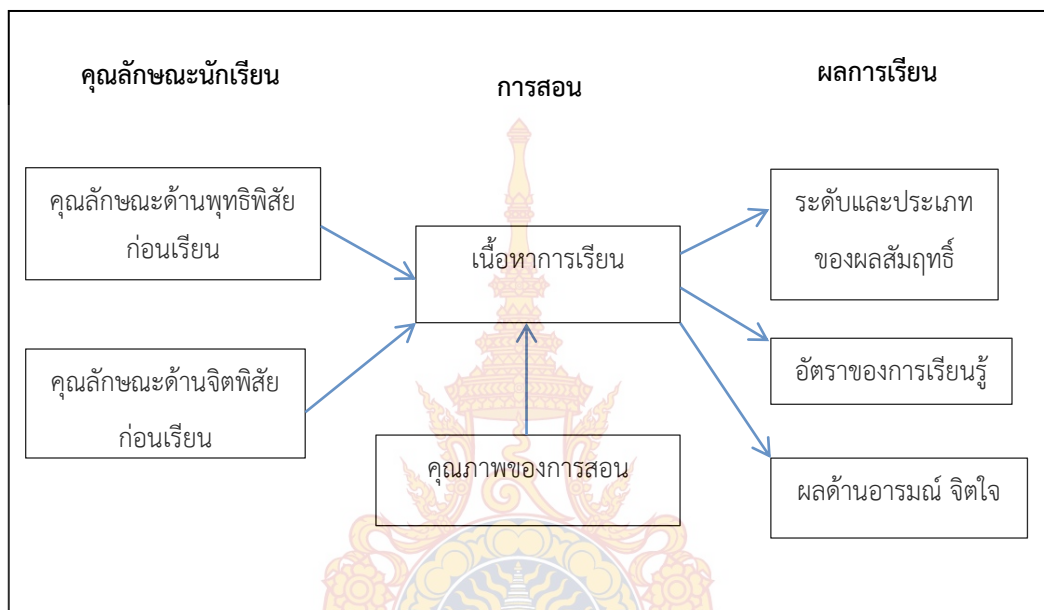 คุณลักษณะนักเรียน
การสอน
ผลการเรียน
คุณลักษณะด้านพุทธิพิสัย
ก่อนเรียน
คุณลักษณะด้านจิตพิสัย
ก่อนเรียน
เนื้อหาการเรียน
คุณภาพของการสอน
ระดับและประเภท
ของผลสัมฤทธิ์
อัตราของการเรียนรู้
ผลด้านอารมณ์ จิตใจ